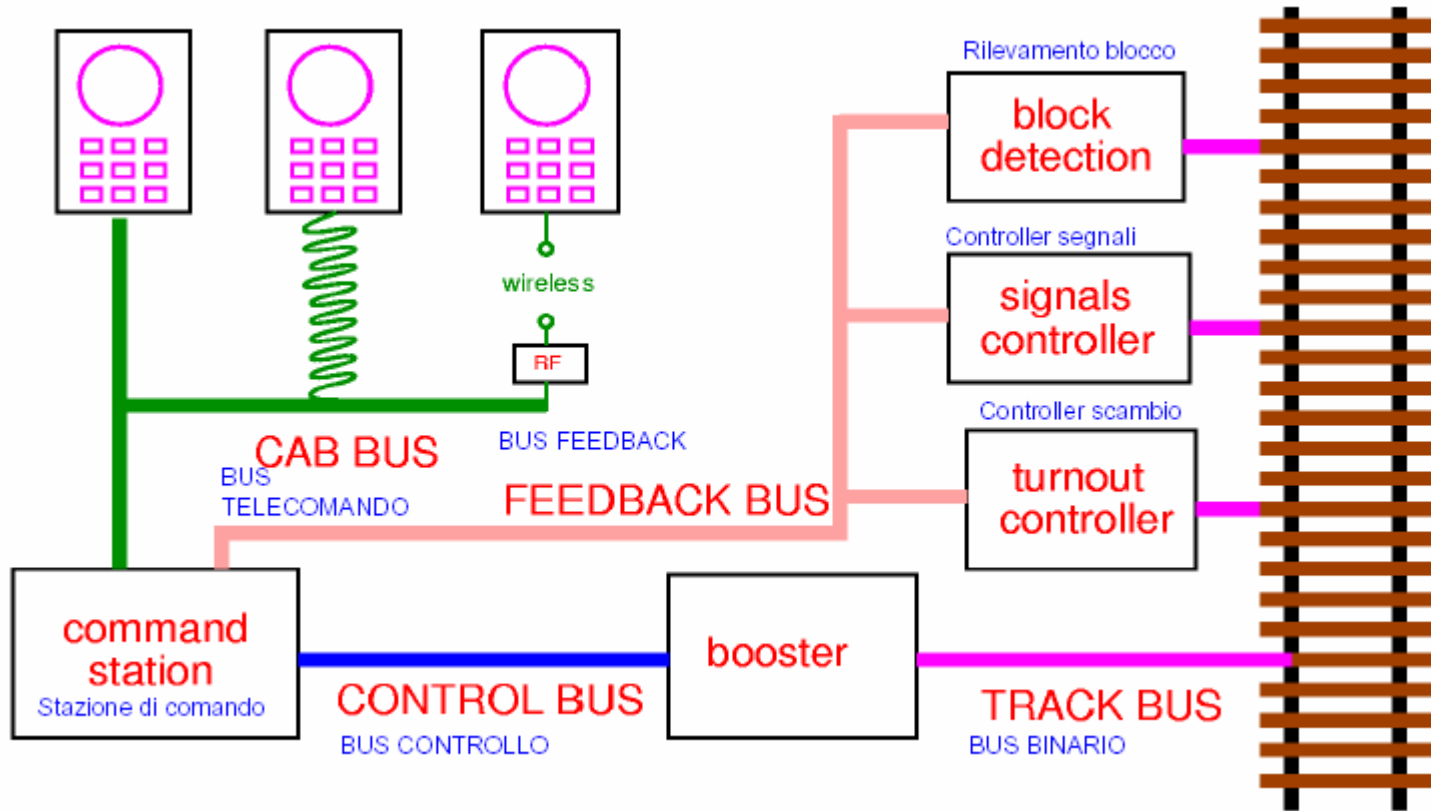 Rilevamento blocco
block
detection
Controller segnali
signals
controller
wireless
RF
Controller scambio
turnout
controller
CAB BUS
BUS
TELECOMANDO
BUS FEEDBACK
FEEDBACK BUS
command
station
Stazione di comando
CONTROL BUS
BUS CONTROLLO
booster
TRACK BUS
BUS BINARIO